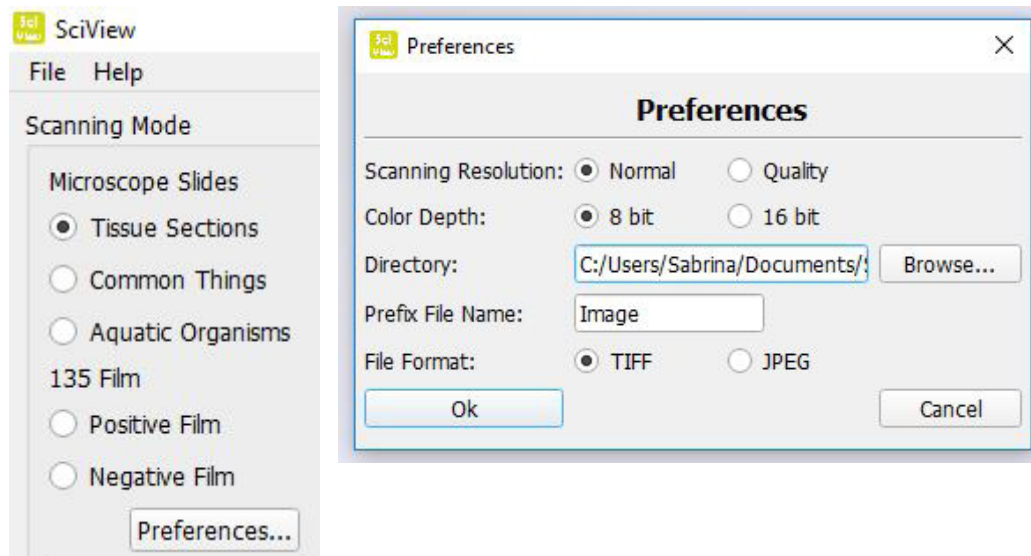 SciView
File Help
Scanning Mode
Microscope Slides
Tissue Sections
Common Things
Aquatic Organisms
135 Film
Positive Film
Negative Film
Preferences...
Preferences
Preferences
Scanning Resolution: Normal Quality
Color Depth: 8 bit 16 bit
Directory: C:/Users/Sabrina/Documents/ Browse...
Prefix File Name: Image
File Format: TIFF JPEG
Ok Cancel